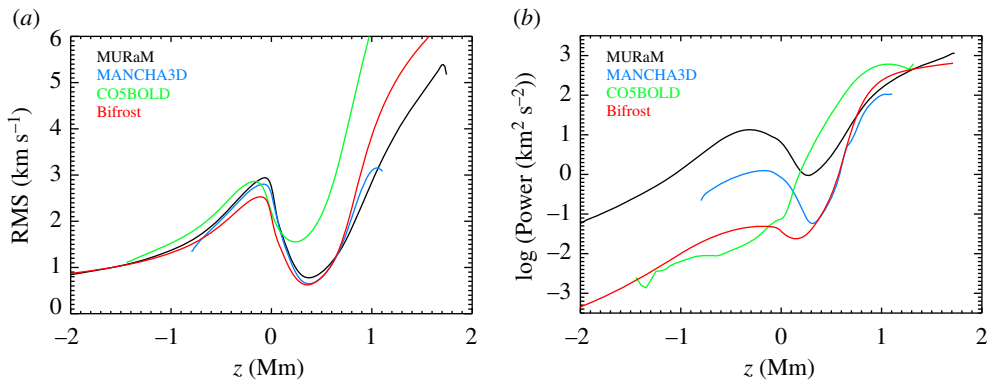 (a)
6
5
4
3
2
1
0
RMS (km s⁻¹)
MURaM
MANCHA3D
CO5BOLD
Bifrost
−2 −1 0 1 2
z (Mm)
(b)
3
2
1
0
−1
−2
−3
log (Power (km² s⁻²))
MURaM
MANCHA3D
CO5BOLD
Bifrost
−2 −1 0 1 2
z (Mm)